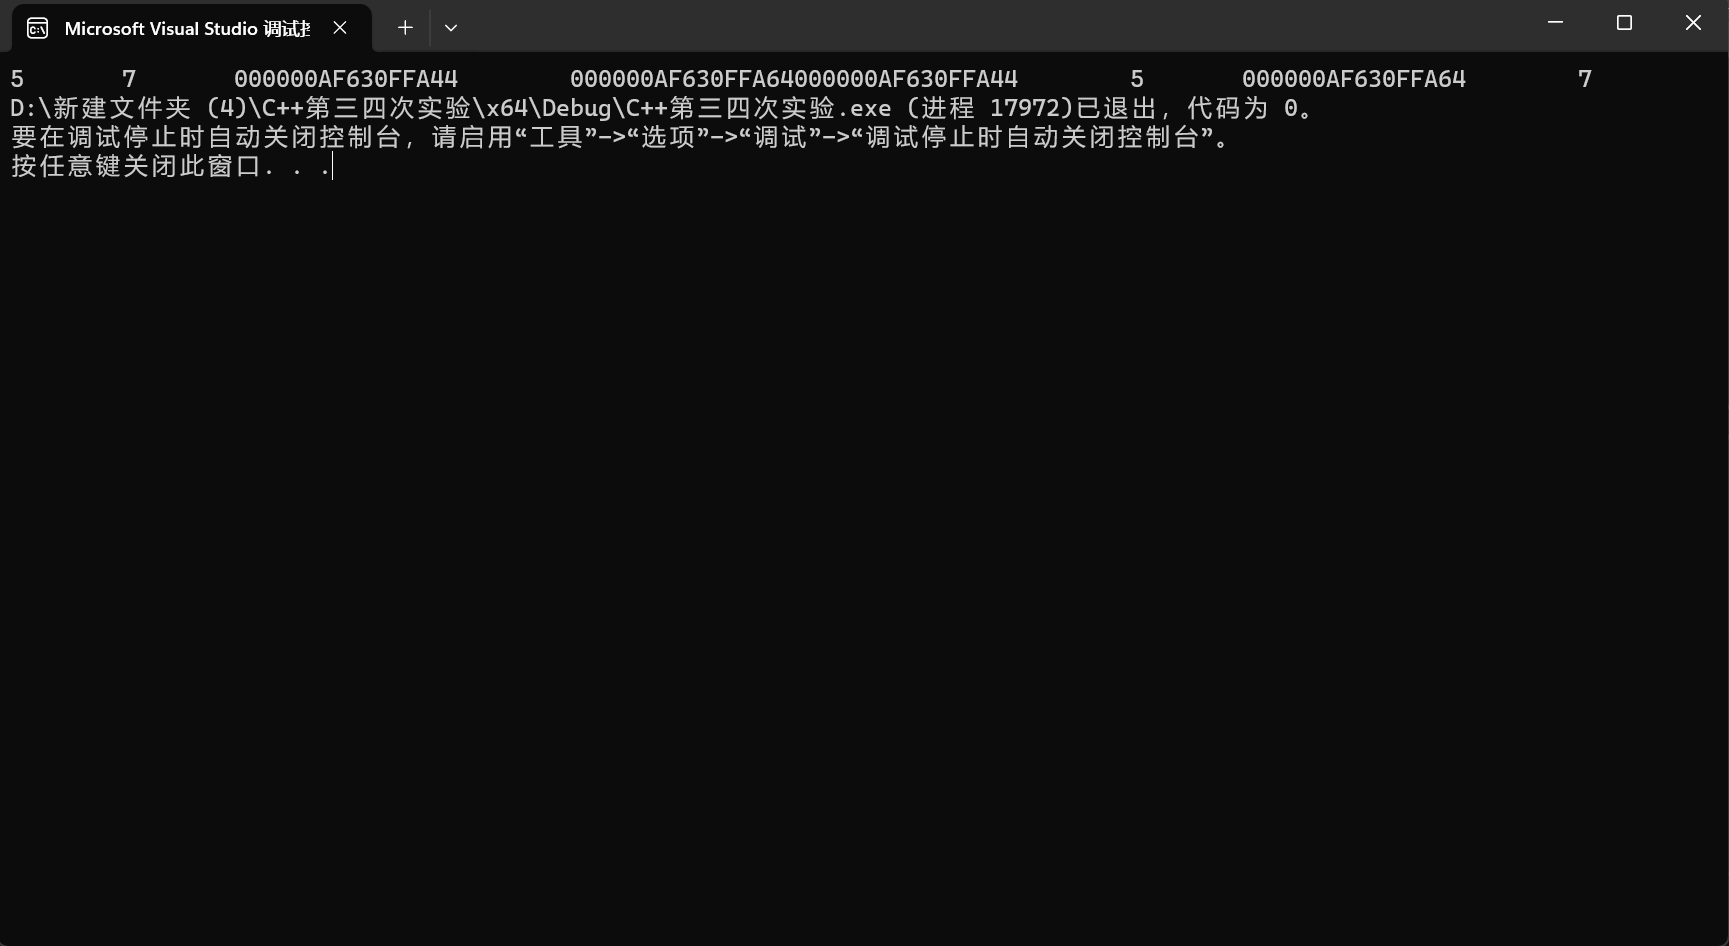 Microsoft Visual Studio 调试
5 7 000000AF630FFA44 000000AF630FFA64000000AF630FFA44 5 000000AF630FFA64 7
D:\新建文件夹 (4)\C++第三四次实验\x64\Debug\C++第三四次实验.exe (进程 17972)已退出，代码为 0。
要在调试停止时自动关闭控制台，请启用“工具”->“选项”->“调试”->“调试停止时自动关闭控制台”。
按任意键关闭此窗口. . .